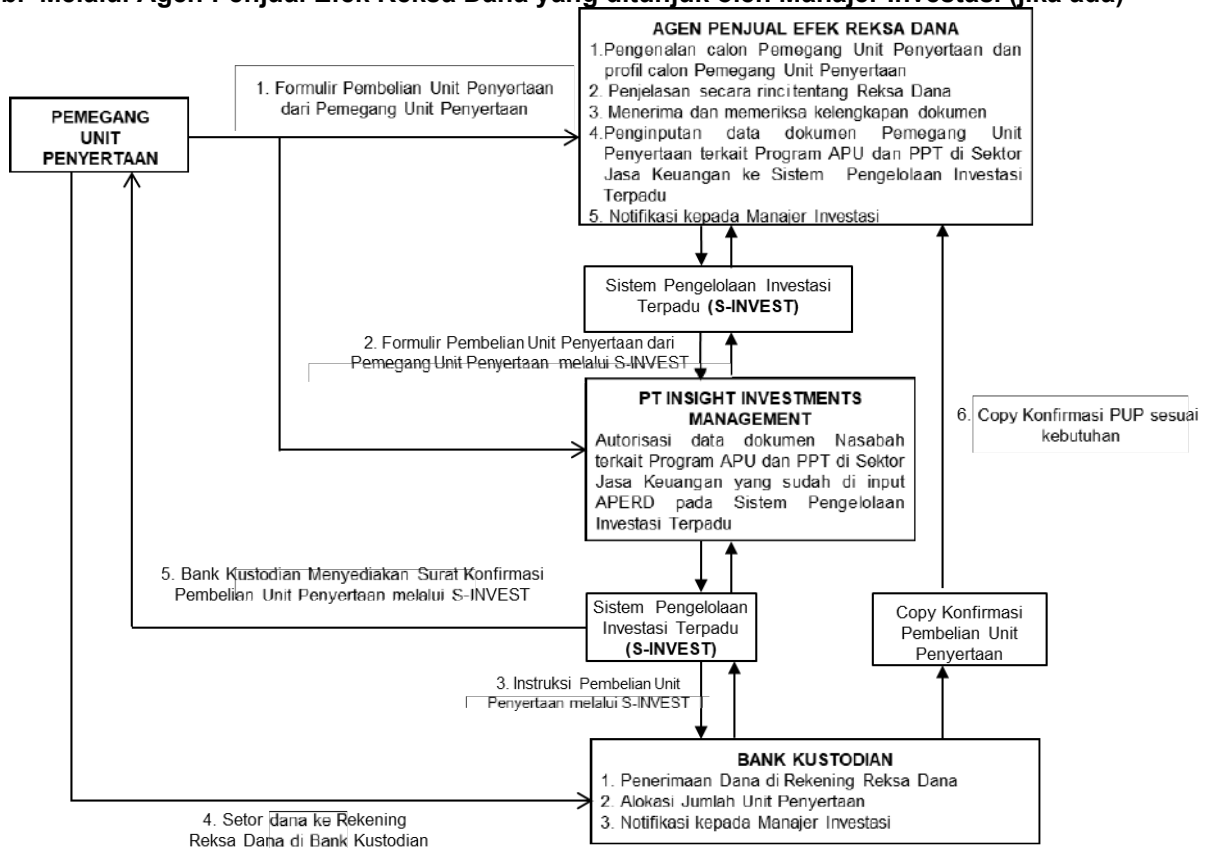 b. Melalui Agen Penjual Efek Reksa Dana yang ditunjuk oleh Manajer Investasi (jika ada)
AGEN PENJUAL EFEK REKSA DANA
1.Pengenalan calon Pemegang Unit Penyertaan dan
profil calon Pemegang Unit Penyertaan
2. Penjelasan secara rinci tentang Reksa Dana
3. Menerima dan memeriksa kelengkapan dokumen
4.Penginputan data dokumen Pemegang Unit
Penyertaan terkait Program APU dan PPT di Sektor
Jasa Keuangan ke Sistem Pengelolaan Investasi
Terpadu
5. Notifikasi kepada Manajer Investasi
1. Formulir Pembelian Unit Penyertaan
dari Pemegang Unit Penyertaan
PEMEGANG
UNIT
PENYERTAAN
Sistem Pengelolaan Investasi
Terpadu (S-INVEST)
2. Formulir Pembelian Unit Penyertaan dari
Pemegang Unit Penyertaan melalui S-INVEST
PT INSIGHT INVESTMENTS
MANAGEMENT
Autorisasi data dokumen Nasabah
terkait Program APU dan PPT di Sektor
Jasa Keuangan yang sudah di input
APERD pada Sistem Pengelolaan
Investasi Terpadu
6. Copy Konfirmasi PUP sesuai
kebutuhan
5. Bank Kustodian Menyediakan Surat Konfirmasi
Pembelian Unit Penyertaan melalui S-INVEST
Sistem Pengelolaan
Investasi Terpadu
(S-INVEST)
Copy Konfirmasi
Pembelian Unit
Penyertaan
3. Instruksi Pembelian Unit
Penyertaan melalui S-INVEST
BANK KUSTODIAN
1. Penerimaan Dana di Rekening Reksa Dana
2. Alokasi Jumlah Unit Penyertaan
3. Notifikasi kepada Manajer Investasi
4. Setor dana ke Rekening
Reksa Dana di Bank Kustodian